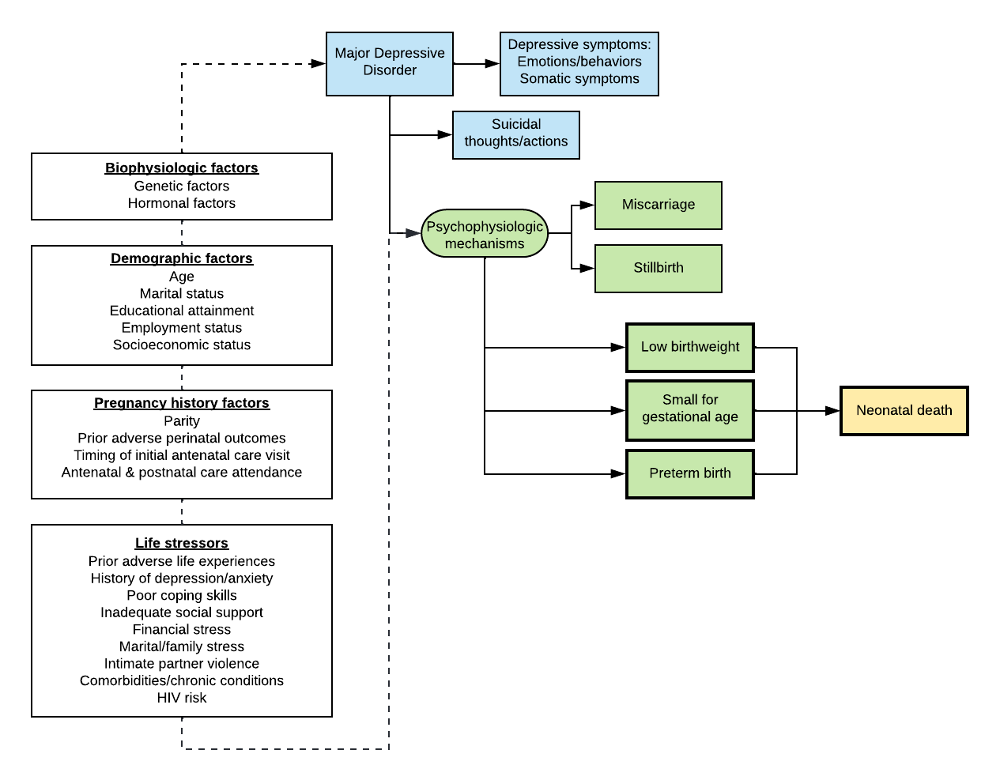 Major Depressive
Disorder
Depressive symptoms:
Emotions/behaviors
Somatic symptoms
Suicidal
thoughts/actions
Biophysiologic factors
Genetic factors
Hormonal factors
Psychophysiologic
mechanisms
Miscarriage
Stillbirth
Demographic factors
Age
Marital status
Educational attainment
Employment status
Socioeconomic status
Low birthweight
Small for
gestational age
Preterm birth
Neonatal death
Pregnancy history factors
Parity
Prior adverse perinatal outcomes
Timing of initial antenatal care visit
Antenatal & postnatal care attendance
Life stressors
Prior adverse life experiences
History of depression/anxiety
Poor coping skills
Inadequate social support
Financial stress
Marital/family stress
Intimate partner violence
Comorbidities/chronic conditions
HIV risk